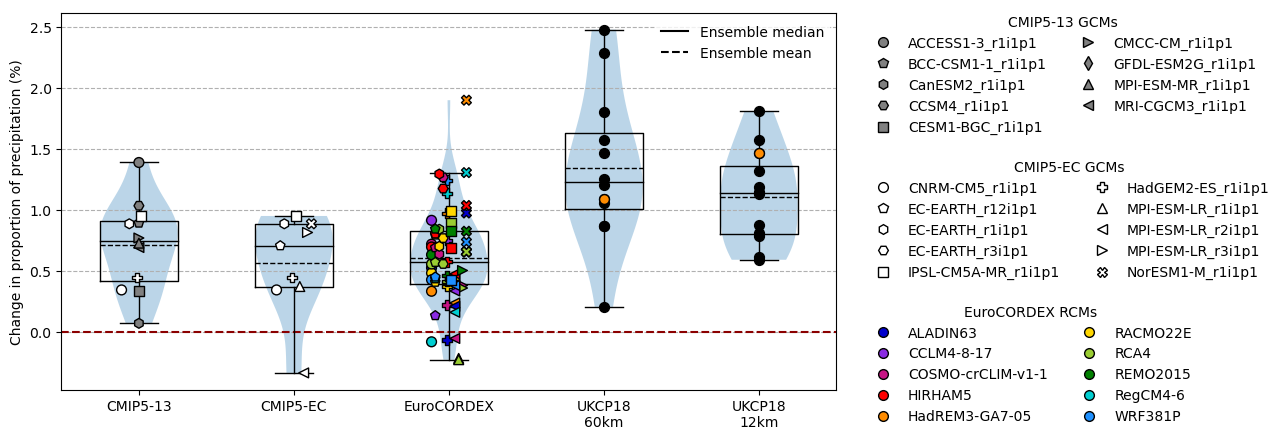 Change in proportion of precipitation (%)
2.5
2.0
1.5
1.0
0.5
0.0
Ensemble median
Ensemble mean
CMIP5-13
CMIP5-EC
EuroCORDEX
UKCP18
60km
UKCP18
12km
CMIP5-13 GCMs
ACCESS1-3_r1i1p1
BCC-CSM1-1_r1i1p1
CanESM2_r1i1p1
CCSM4_r1i1p1
CESM1-BGC_r1i1p1
CMCC-CM_r1i1p1
GFDL-ESM2G_r1i1p1
MPI-ESM-MR_r1i1p1
MRI-CGCM3_r1i1p1
CMIP5-EC GCMs
CNRM-CM5_r1i1p1
EC-EARTH_r12i1p1
EC-EARTH_r1i1p1
EC-EARTH_r3i1p1
IPSL-CM5A-MR_r1i1p1
HadGEM2-ES_r1i1p1
MPI-ESM-LR_r1i1p1
MPI-ESM-LR_r2i1p1
MPI-ESM-LR_r3i1p1
NorESM1-M_r1i1p1
EuroCORDEX RCMs
ALADIN63
CCLM4-8-17
COSMO-crCLIM-v1-1
HIRHAM5
HadREM3-GA7-05
RACMO22E
RCA4
REMO2015
RegCM4-6
WRF381P